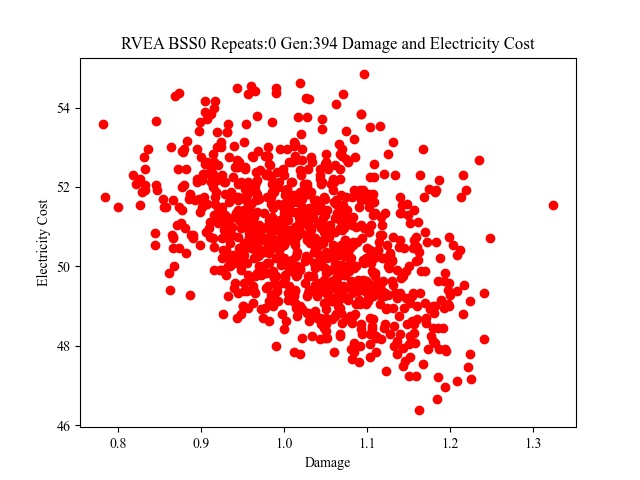 RVEA BSS0 Repeats:0 Gen:394 Damage and Electricity Cost
54
52
50
48
46
Electricity Cost
0.8 0.9 1.0 1.1 1.2 1.3
Damage